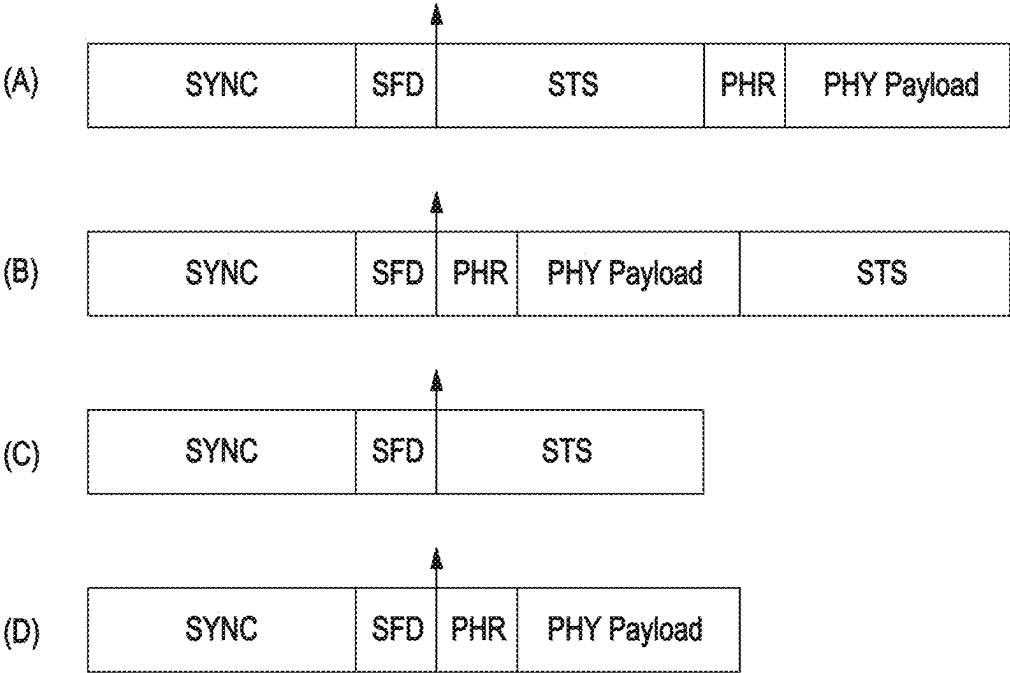 (A) SYNC SFD STS PHR PHY Payload
(B) SYNC SFD PHR PHY Payload STS
(C) SYNC SFD STS
(D) SYNC SFD PHR PHY Payload